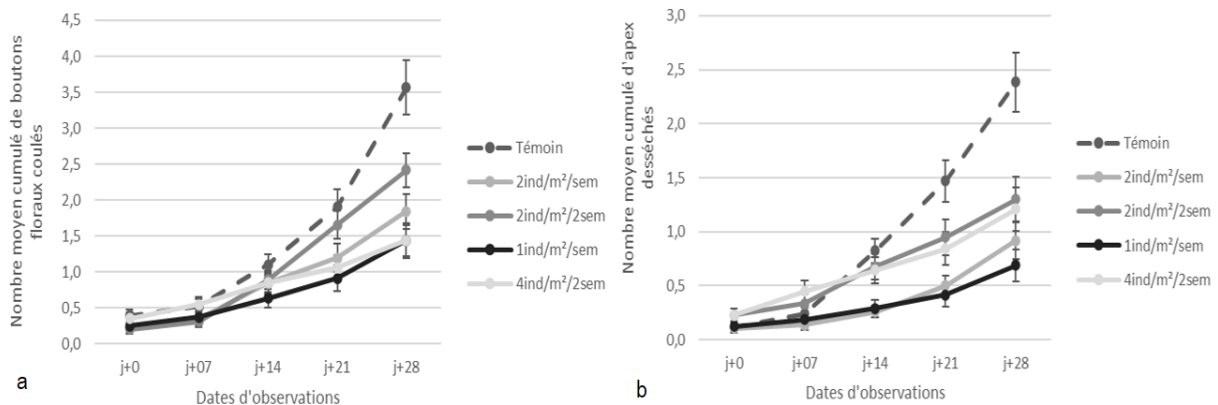 Nombre moyen cumulé de boutons
floraux coulés
4,5
4,0
3,5
3,0
2,5
2,0
1,5
1,0
0,5
0,0
j+0 j+07 j+14 j+21 j+28
Dates d'observations
a
Témoin
2ind/m²/sem
2ind/m²/2sem
1ind/m²/sem
4ind/m²/2sem
Nombre moyen cumulé d'apex
desséchés
3,0
2,5
2,0
1,5
1,0
0,5
0,0
j+0 j+07 j+14 j+21 j+28
Dates d'observations
b
Témoin
2ind/m²/sem
2ind/m²/2sem
1ind/m²/sem
4ind/m²/2sem